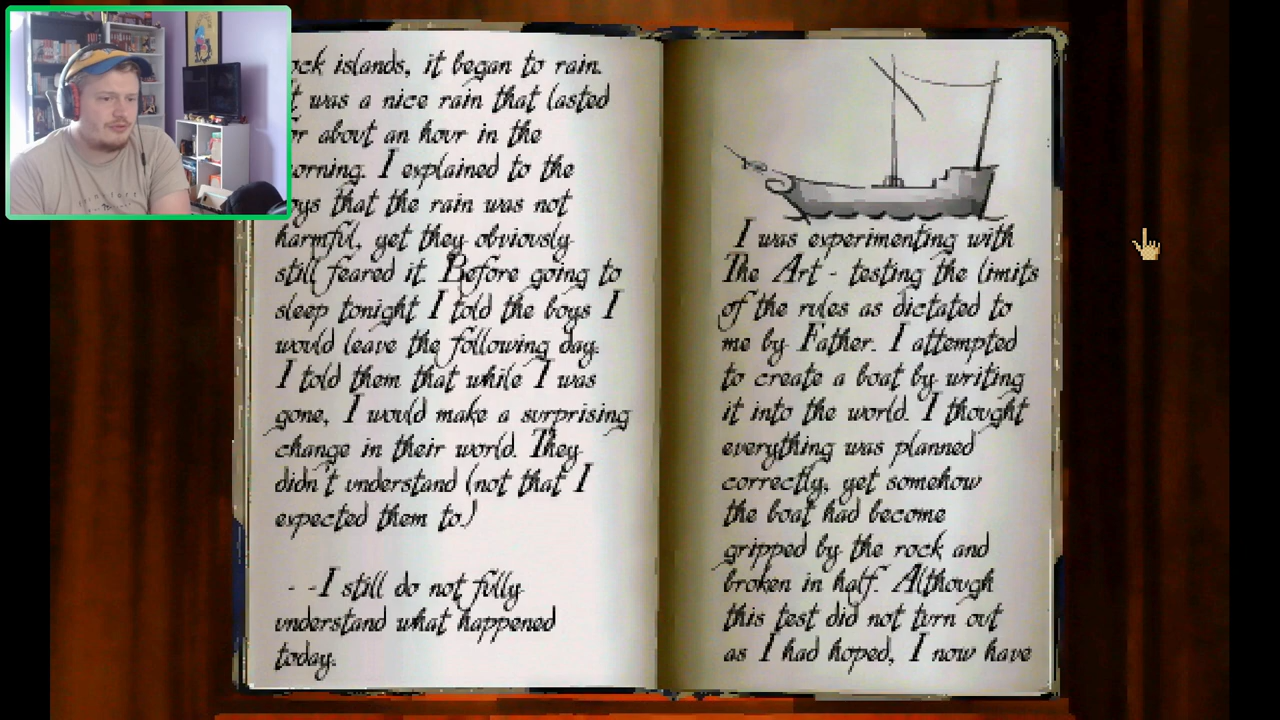 ock islands, it began to rain.
t was a nice rain that lasted
r about an hour in the
orning. I explained to the
oys that the rain was not
harmful, yet they obviously
still feared it. Before going to
sleep tonight I told the boys I
would leave the following day.
I told them that while I was
gone, I would make a surprising
change in their world. They
didn't understand (not that I
expected them to.)
- -I still do not fully
understand what happened
today.
I was experimenting with
The Art - testing the limits
of the rules as dictated to
me by Father. I attempted
to create a boat by writing
it into the world. I thought
everything was planned
correctly, yet somehow
the boat had become
gripped by the rock and
broken in half. Although
this test did not turn out
as I had hoped, I now have